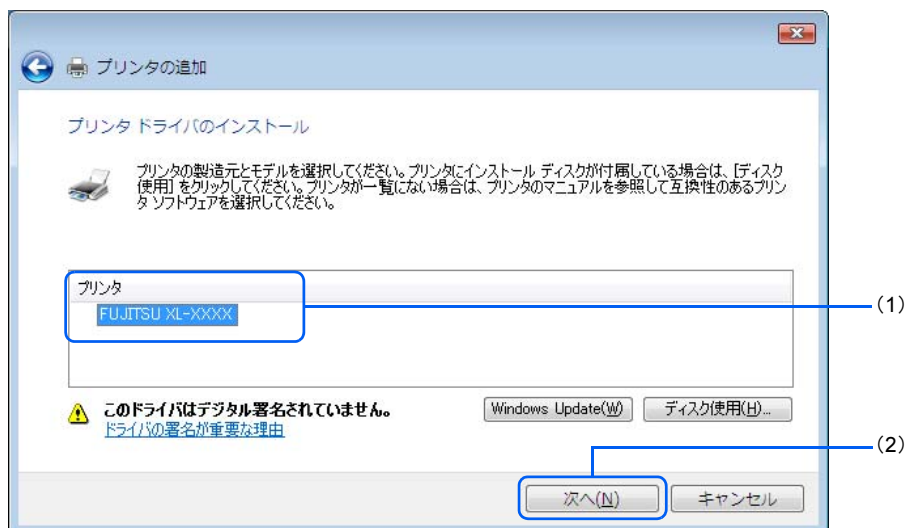 プリンタの追加
プリンタ ドライバのインストール
プリンタの製造元とモデルを選択してください。プリンタにインストール ディスクが付属している場合は、[ディスク
使用] をクリックしてください。プリンタが一覧にない場合は、プリンタのマニュアルを参照して互換性のあるプリン
タ ソフトウェアを選択してください。
プリンタ
FUJITSU XL-XXXX
(1)
このドライバはデジタル署名されていません。
ドライバの署名が重要な理由
Windows Update(W)
ディスク使用(H)...
(2)
次へ(N)
キャンセル